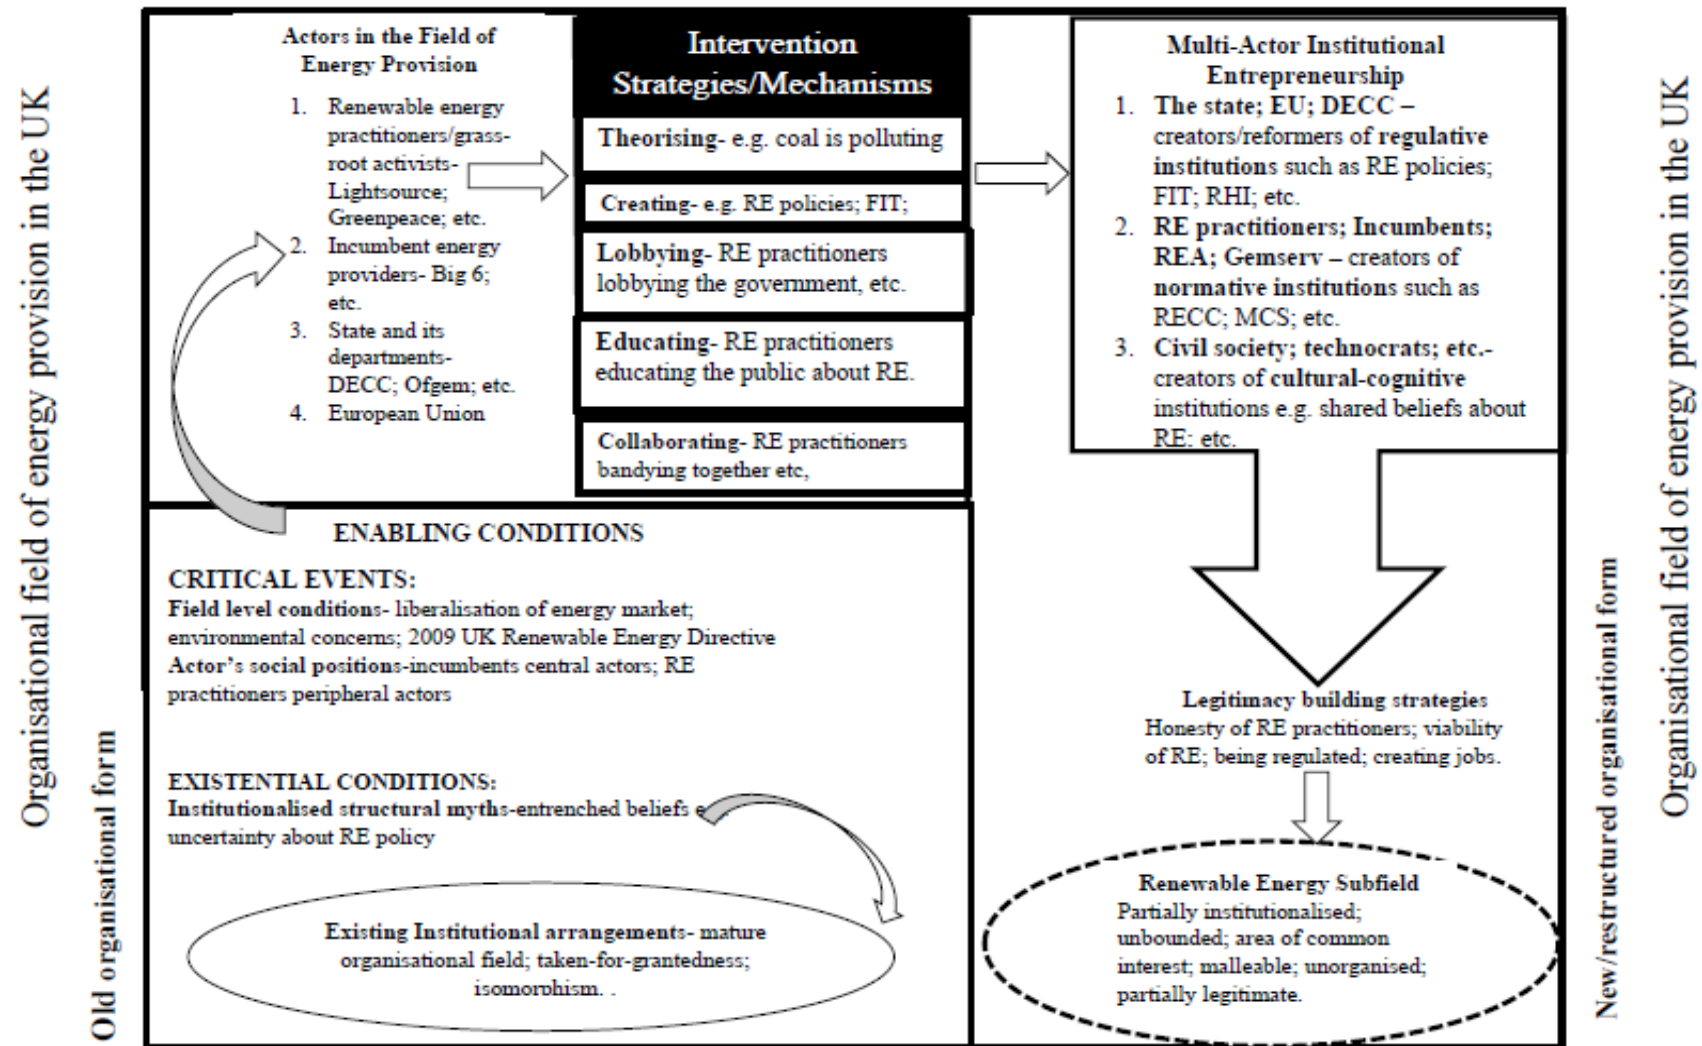 Organisational field of energy provision in the UK
Old organisational form
Actors in the Field of
Energy Provision
1. Renewable energy
practitioners/grass-
root activists-
Lightsource;
Greenpeace; etc.
2. Incumbent energy
providers- Big 6;
etc.
3. State and its
departments-
DECC; Ofgem; etc.
4. European Union
Intervention
Strategies/Mechanisms
Theorising- e.g. coal is polluting
Creating- e.g. RE policies; FIT;
Lobbying- RE practitioners
lobbying the government, etc.
Educating- RE practitioners
educating the public about RE.
Collaborating- RE practitioners
bandying together etc,
Multi-Actor Institutional
Entrepreneurship
1. The state; EU; DECC –
creators/reformers of regulative
institutions such as RE policies;
FIT; RHI; etc.
2. RE practitioners; Incumbents;
REA; Gemserv – creators of
normative institutions such as
RECC; MCS; etc.
3. Civil society; technocrats; etc.-
creators of cultural-cognitive
institutions e.g. shared beliefs about
RE: etc.
ENABLING CONDITIONS
CRITICAL EVENTS:
Field level conditions- liberalisation of energy market;
environmental concerns; 2009 UK Renewable Energy Directive
Actor's social positions-incumbents central actors; RE
practitioners peripheral actors
EXISTENTIAL CONDITIONS:
Institutionalised structural myths-entrenched beliefs
uncertainty about RE policy
Existing Institutional arrangements- mature
organisational field; taken-for-grantedness;
isomorphism. .
Legitimacy building strategies
Honesty of RE practitioners; viability
of RE; being regulated; creating jobs.
Renewable Energy Subfield
Partially institutionalised;
unbounded; area of common
interest; malleable; unorganised;
partially legitimate.
New/restructured organisational form
Organisational field of energy provision in the UK